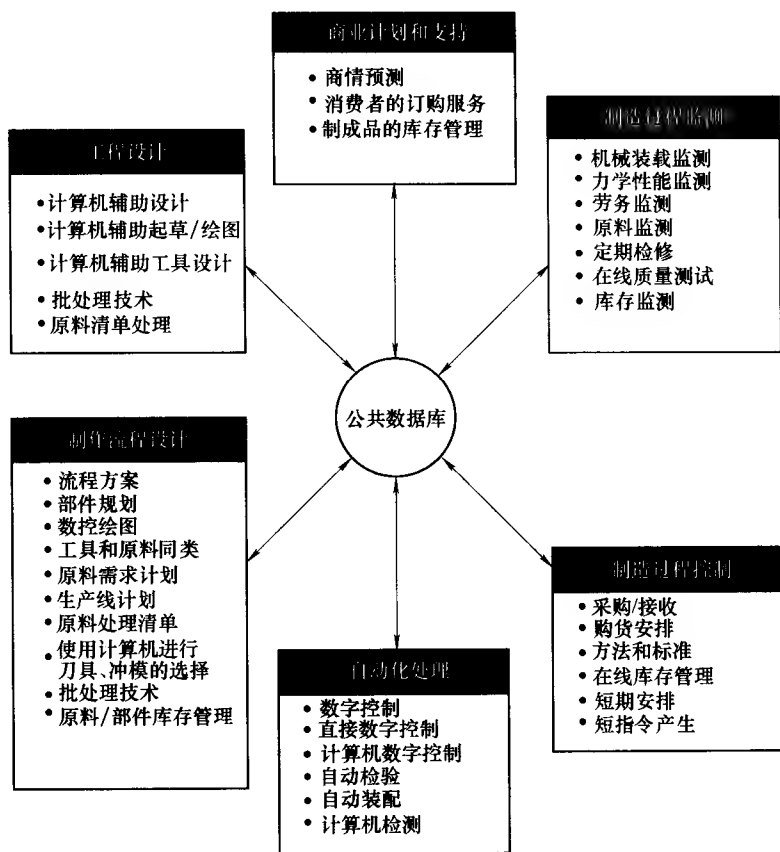 商业计划和支持
• 商情预测
• 消费者的订购服务
• 制成品的库存管理
工程设计
• 计算机辅助设计
• 计算机辅助起草/绘图
• 计算机辅助工具设计
• 批处理技术
• 原料清单处理
制造过程监测
• 机械装载监测
• 力学性能监测
• 劳务监测
• 原料监测
• 定期检修
• 在线质量测试
• 库存监测
公共数据库
制作流程设计
• 流程方案
• 部件规划
• 数控绘图
• 工具和原料同类
• 原料需求计划
• 生产线计划
• 原料处理清单
• 使用计算机进行
刀具、冲模的选择
• 批处理技术
• 原料/部件库存管理
自动化处理
• 数字控制
• 直接数字控制
• 计算机数字控制
• 自动检验
• 自动装配
• 计算机检测
制造过程控制
• 采购/接收
• 购货安排
• 方法和标准
• 在线库存管理
• 短期安排
• 短指令产生